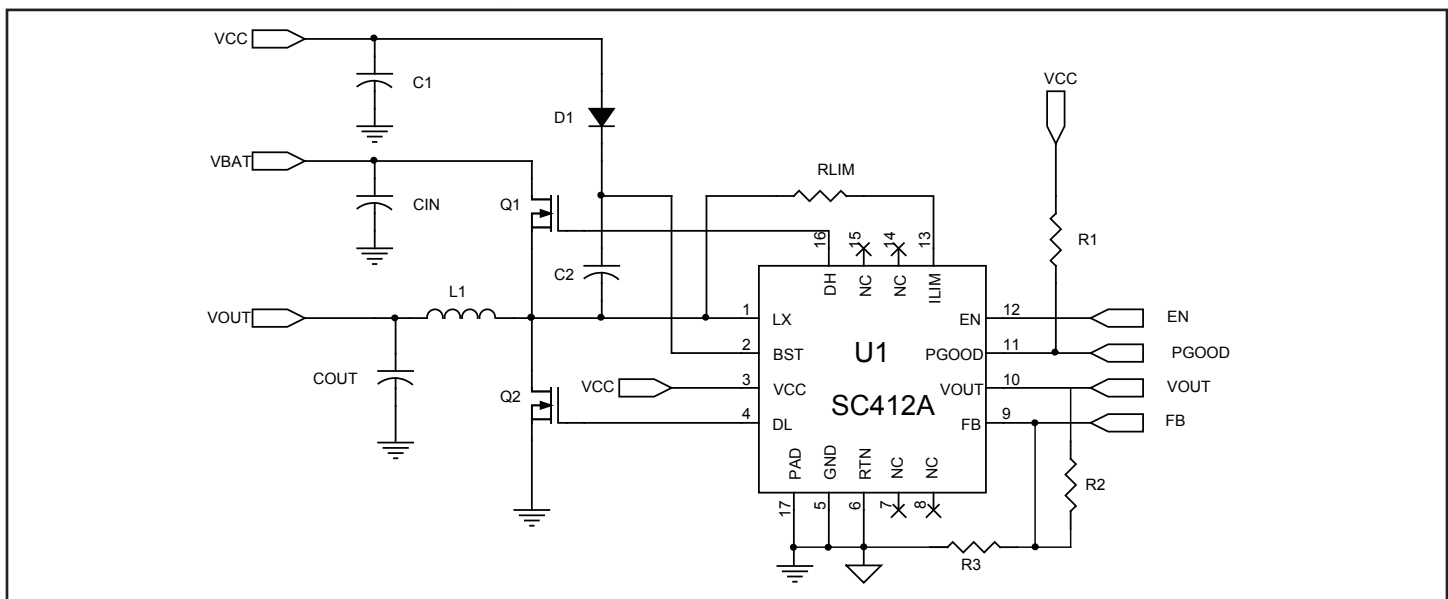 VCC
C1
D1
VBAT
CIN
Q1
C2
L1
VOUT
COUT
Q2
VCC
RLIM
VCC
R1
16
15
14
13
DH
NC
NC
ILIM
1
LX
2
BST
3
VCC
4
DL
U1
SC412A
EN
12
EN
PGOOD
11
PGOOD
VOUT
10
VOUT
FB
9
FB
PAD
GND
RTN
NC
NC
17
5
6
7
8
R2
R3